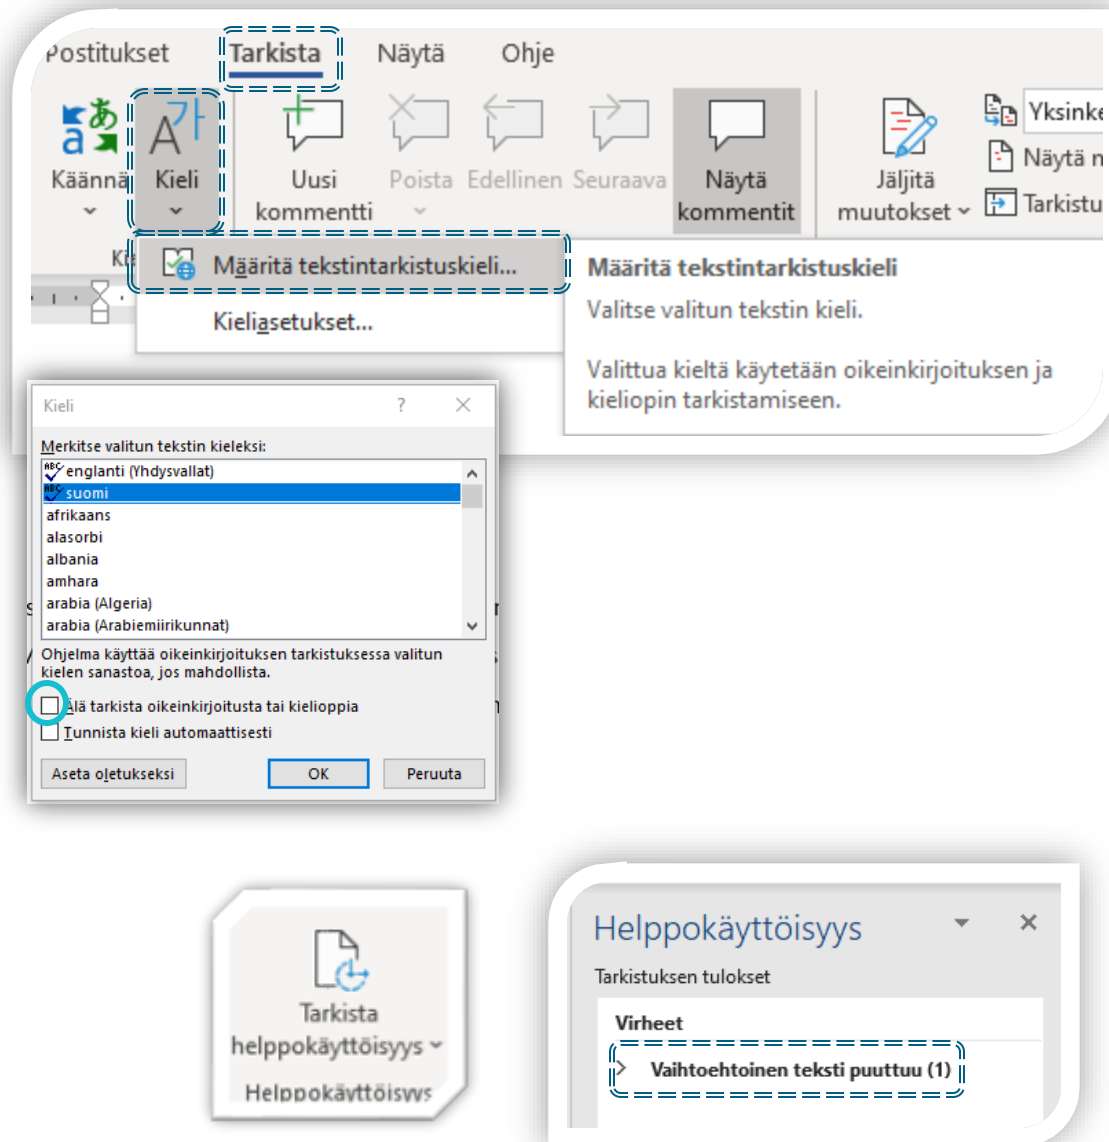 Postitukset Tarkista Näytä Ohje
Käännä Kieli Uusi kommentti Poista Edellinen Seuraava Näytä kommentit Jäljitä muutokset
Yksinke
Näytä n
Tarkistu
Kie
Määritä tekstintarkistuskieli...
Kieliasetukset...
Määritä tekstintarkistuskieli
Valitse valitun tekstin kieli.
Valittua kieltä käytetään oikeinkirjoituksen ja
kieliopin tarkistamiseen.
Kieli ?
Merkitse valitun tekstin kieleksi:
englanti (Yhdysvallat)
suomi
afrikaans
alasorbi
albania
amhara
arabia (Algeria)
arabia (Arabiemiirikunnat)
Ohjelma käyttää oikeinkirjoituksen tarkistuksessa valitun
kielen sanastoa, jos mahdollista.
Älä tarkista oikeinkirjoitusta tai kielioppia
Tunnista kieli automaattisesti
Aseta oletukseksi OK Peruuta
Tarkista
helppokäyttöisyys
Helppokäyttöisyys
Helppokäyttöisyys
Tarkistuksen tulokset
Virheet
Vaihtoehtoinen teksti puuttuu (1)